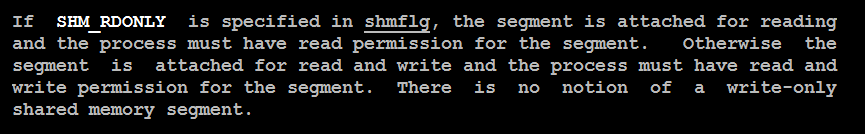 If SHM_RDONLY is specified in shmflg, the segment is attached for reading
and the process must have read permission for the segment. Otherwise the
segment is attached for read and write and the process must have read and
write permission for the segment. There is no notion of a write-only
shared memory segment.